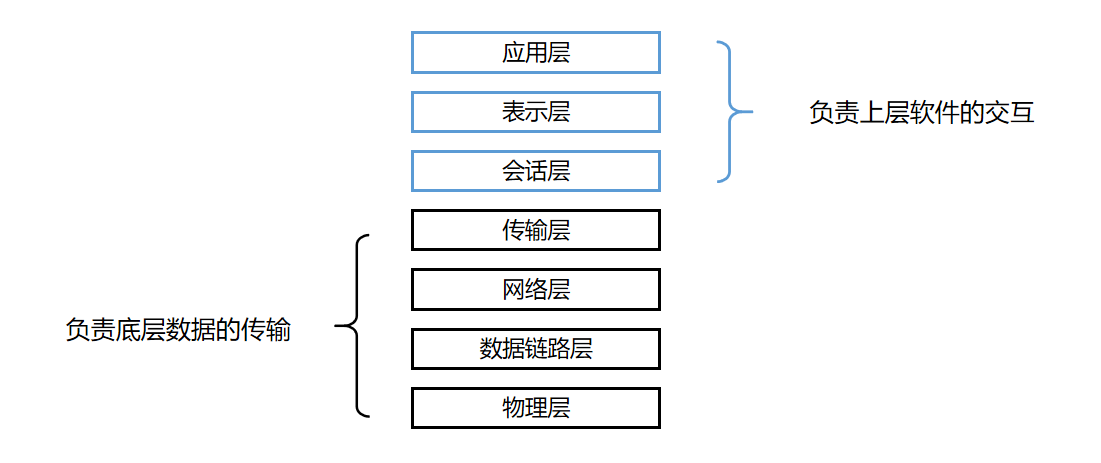 应用层
表示层
负责上层软件的交互
会话层
传输层
网络层
负责底层数据的传输
数据链路层
物理层